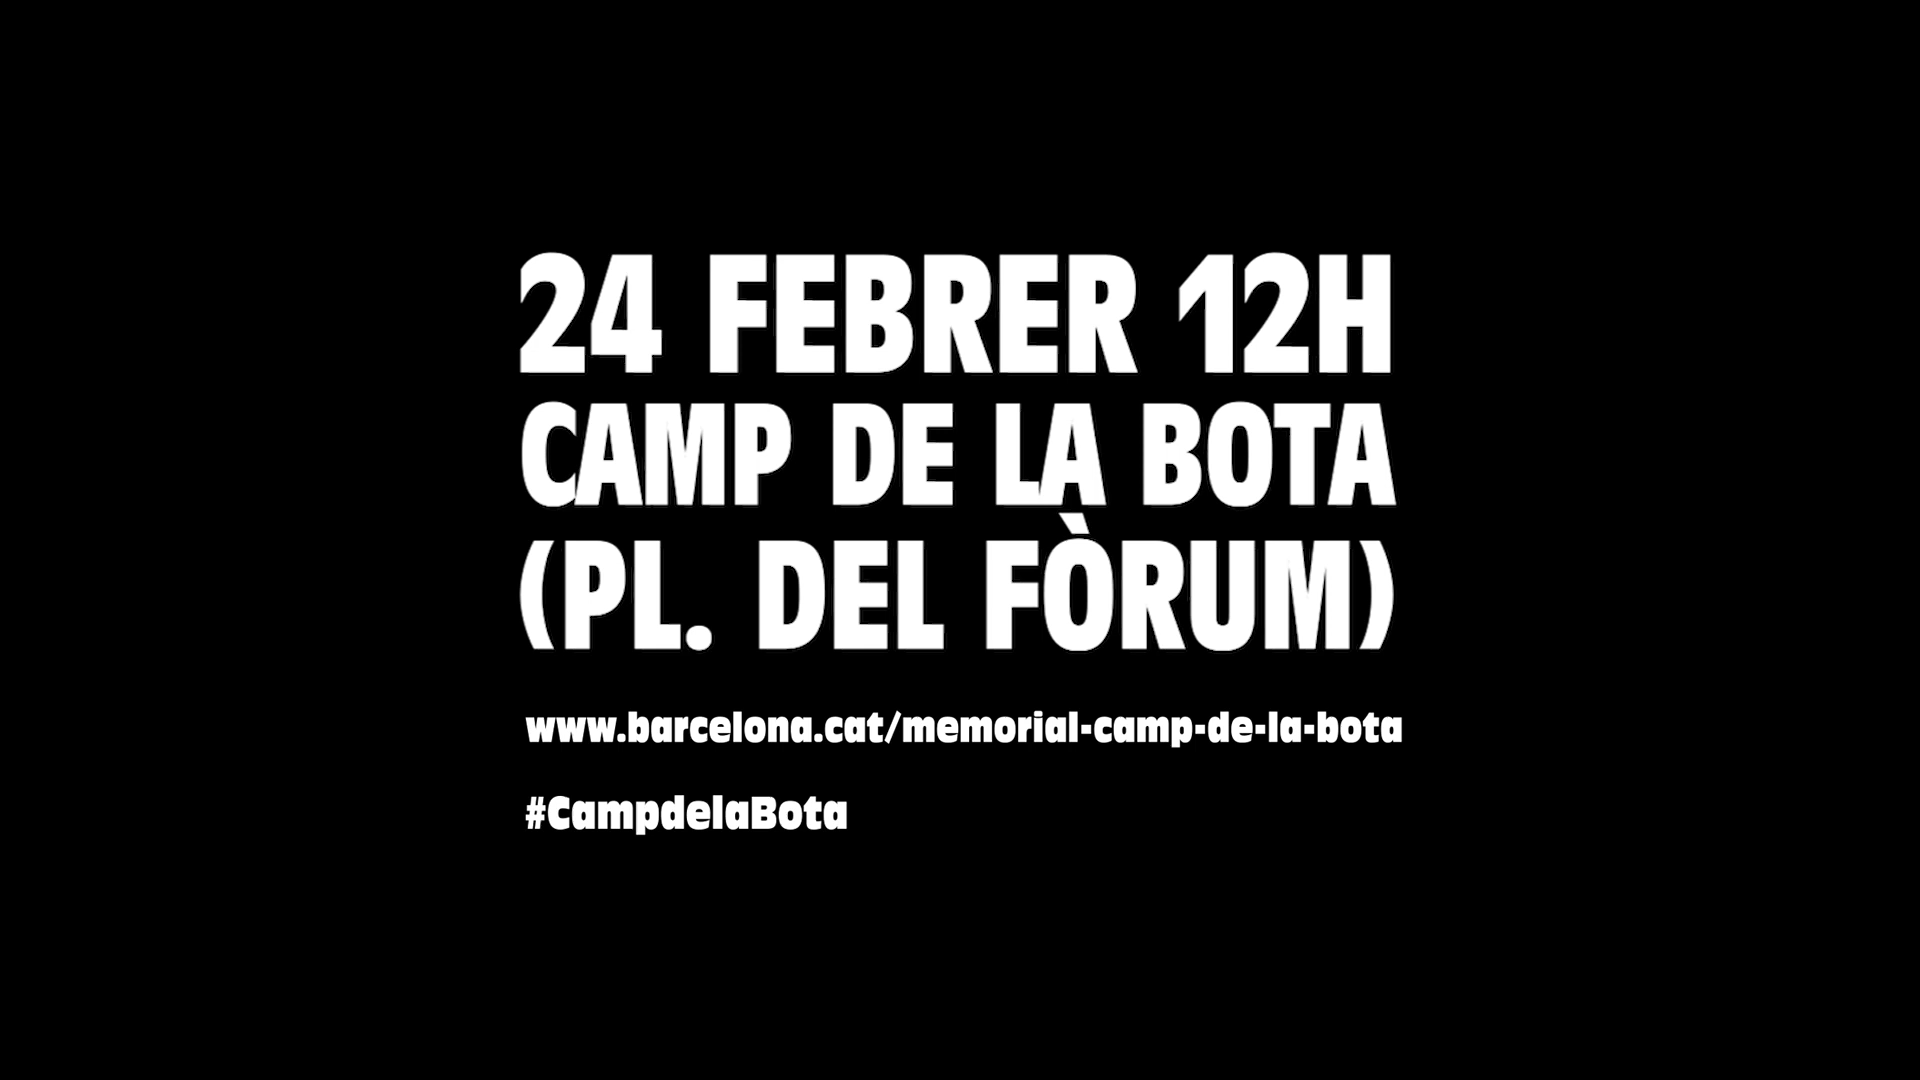 24 FEBRER 12H
CAMP DE LA BOTA
(PL. DEL FÒRUM)
www.barcelona.cat/memorial-camp-de-la-bota
#CampdelaBota